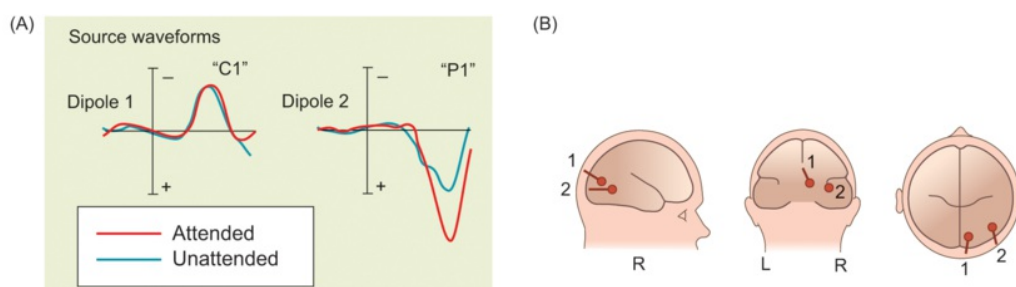 (A)
Source waveforms
Dipole 1
−
+
“C1”
Dipole 2
−
+
“P1”
Attended
Unattended
(B)
1
2
R
1
2
L
R
1
2